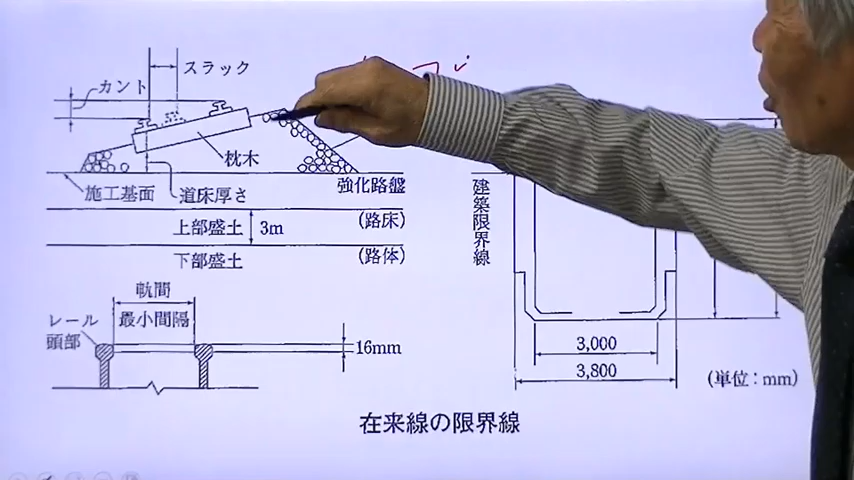 スラック
カント
枕木
施工基面
道床厚さ
強化路盤
上部盛土
3m
(路床)
下部盛土
(路体)
建築限界線
軌間
レール
頭部
最小間隔
16mm
3,000
3,800
(単位：mm)
在来線の限界線